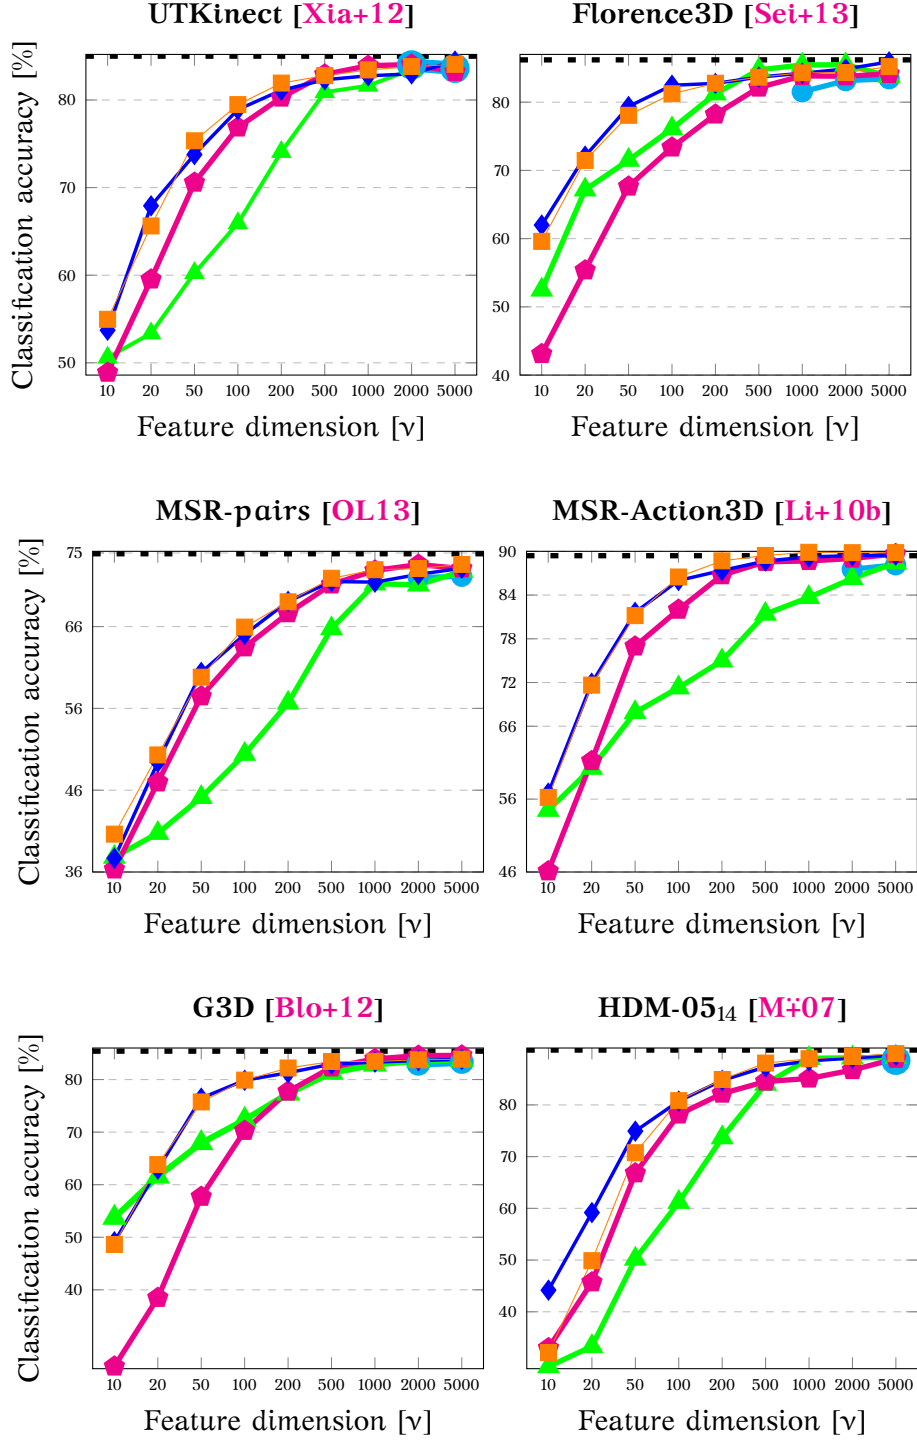 UTKinect [Xia+12]
Classification accuracy [%]
80
70
60
50
10 20 50 100 200 500 1000 2000 5000
Feature dimension [ν]
Florence3D [Sei+13]
80
60
50
40
10 20 50 100 200 500 1000 2000 5000
Feature dimension [ν]
MSR-pairs [OL13]
Classification accuracy [%]
75
66
56
46
36
10 20 50 100 200 500 1000 2000 5000
Feature dimension [ν]
MSR-Action3D [Li+10b]
90
84
78
72
66
56
46
10 20 50 100 200 500 1000 2000 5000
Feature dimension [ν]
G3D [Blo+12]
Classification accuracy [%]
80
70
60
50
40
10 20 50 100 200 500 1000 2000 5000
Feature dimension [ν]
HDM-05₁₄
80
70
60
50
40
10 20 50 100 200 500 1000 2000 5000
Feature dimension [ν]